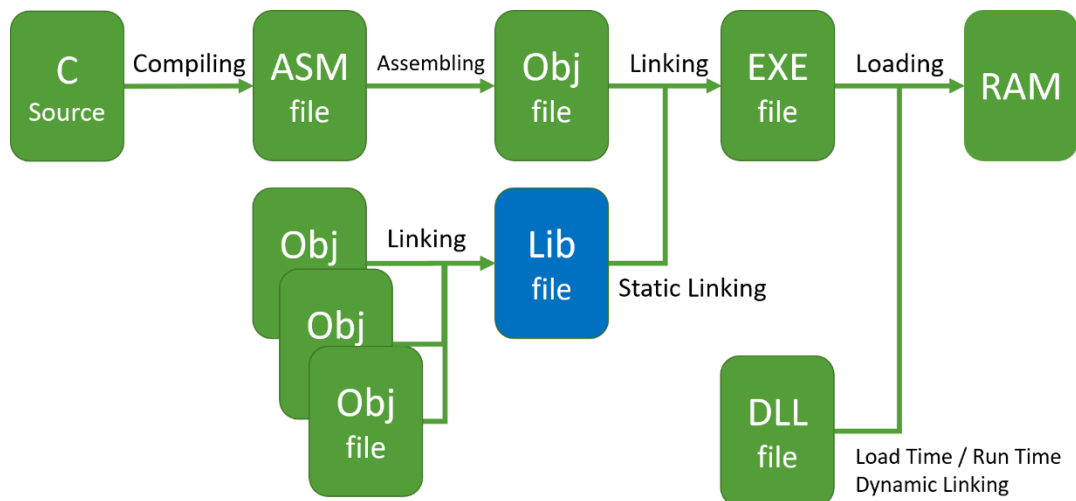 C
Source
Compiling
ASM
file
Assembling
Obj
file
Linking
EXE
file
Loading
RAM
Obj
Obj
Obj
file
Linking
Lib
file
Static Linking
DLL
file
Load Time / Run Time
Dynamic Linking